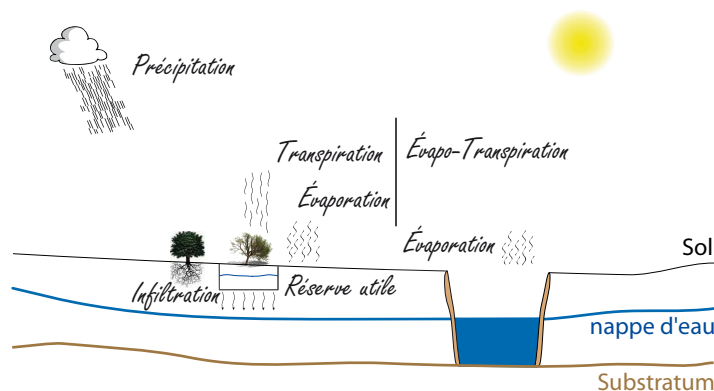 Précipitation
Transpiration
Évapo-Transpiration
Évaporation
Évaporation
Sol
Infiltration
Réserve utile
nappe d'eau
Substratum